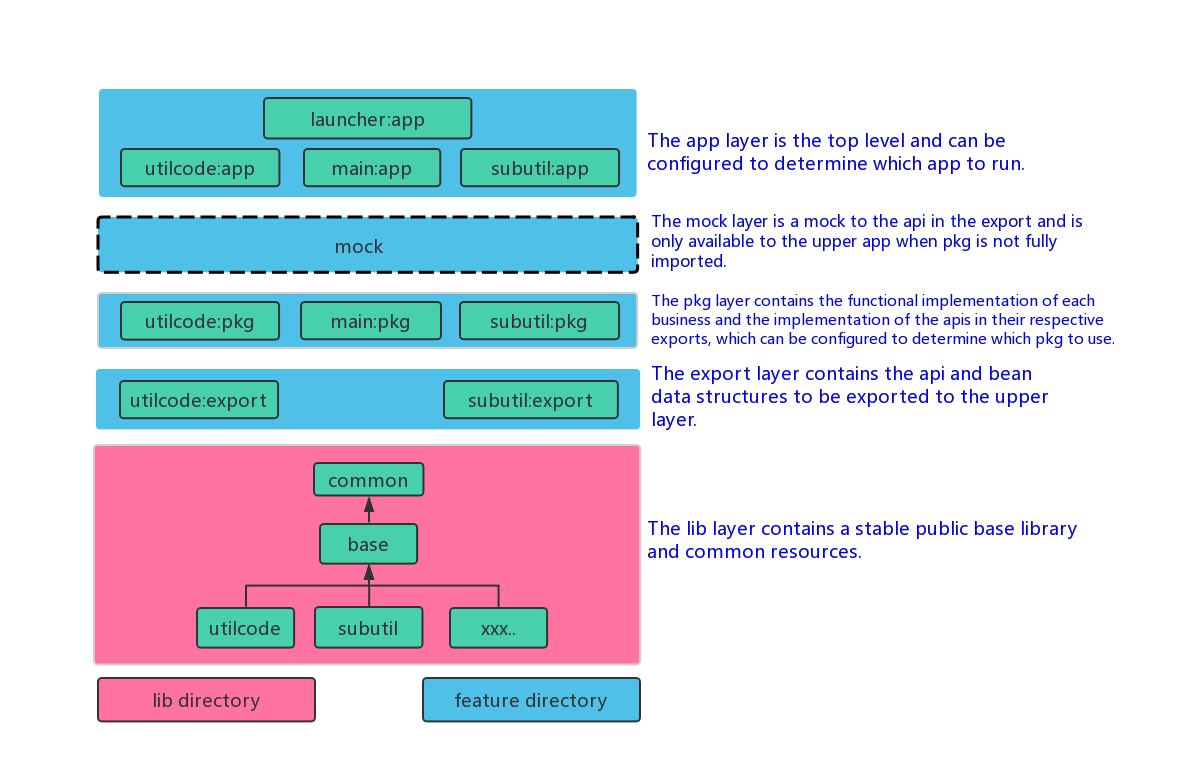 launcher:app
utilcode:app main:app subutil:app
The app layer is the top level and can be
configured to determine which app to run.
mock
The mock layer is a mock to the api in the export and is
only available to the upper app when pkg is not fully
imported.
utilcode:pkg main:pkg subutil:pkg
The pkg layer contains the functional implementation of each
business and the implementation of the apis in their respective
exports, which can be configured to determine which pkg to use.
utilcode:export subutil:export
The export layer contains the api and bean
data structures to be exported to the upper
layer.
common
base
utilcode subutil xxx..
The lib layer contains a stable public base library
and common resources.
lib directory feature directory